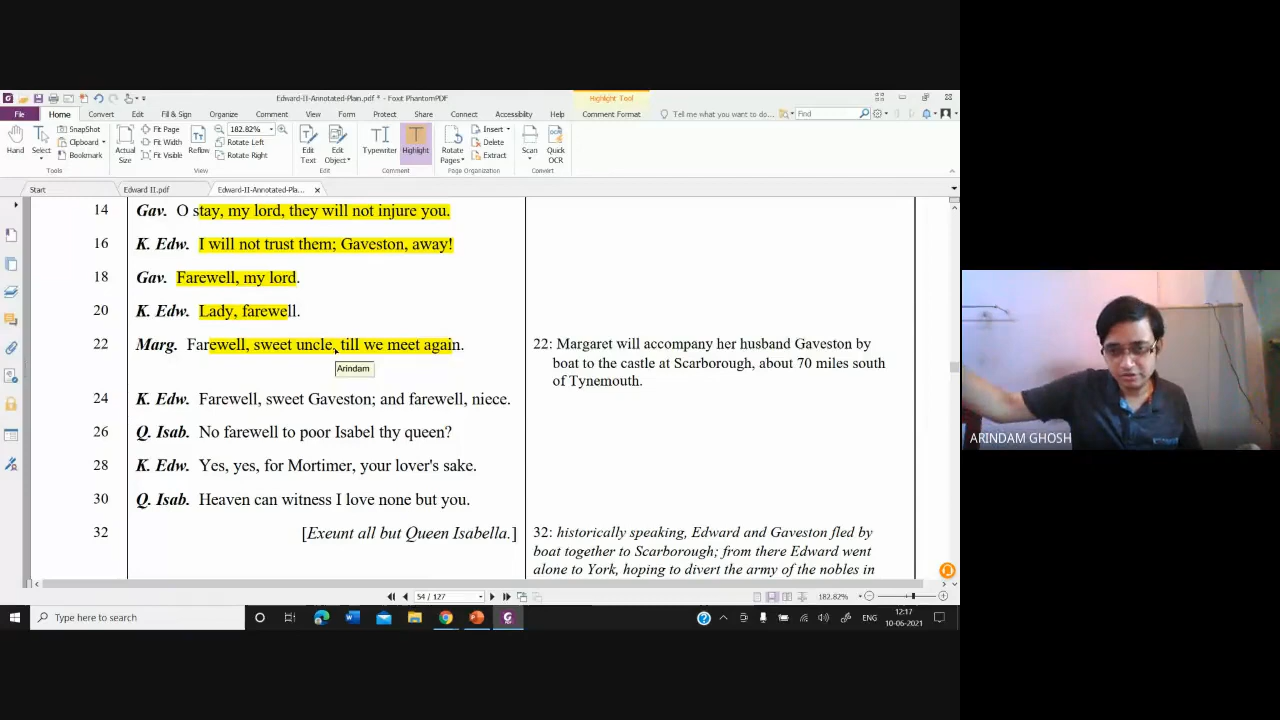 Edward-II-Annotated-Plain.pdf * - Foxit PhantomPDF
Highlight Tool
File Home Convert Edit Fill & Sign Organize Comment View Form Protect Share Connect Accessibility Help Comment Format Tell me what you want to do... Find
SnapShot Fit Page 182.82% Insert
Clipboard Fit Width Rotate Left Delete
Bookmark Fit Visible Rotate Right Extract
Hand Select Actual Size Reflow Edit Text Edit Object Typewriter Highlight Rotate Pages Scan Quick OCR
Tools View Edit Comment Page Organization Convert
Start Edward II.pdf Edward-II-Annotated-Pla...
14 Gav. O stay, my lord, they will not injure you.
16 K. Edw. I will not trust them; Gaveston, away!
18 Gav. Farewell, my lord.
20 K. Edw. Lady, farewell.
22 Marg. Farewell, sweet uncle, till we meet again.
Arindam
24 K. Edw. Farewell, sweet Gaveston; and farewell, niece.
26 Q. Isab. No farewell to poor Isabel thy queen?
28 K. Edw. Yes, yes, for Mortimer, your lover's sake.
30 Q. Isab. Heaven can witness I love none but you.
32 [Exeunt all but Queen Isabella.]
22: Margaret will accompany her husband Gaveston by
boat to the castle at Scarborough, about 70 miles south
of Tynemouth.
32: historically speaking, Edward and Gaveston fled by
boat together to Scarborough; from there Edward went
alone to York, hoping to divert the army of the nobles in
54 / 127 182.82%
Type here to search
ENG
12:17
10-06-2021
ARINDAM GHOSH